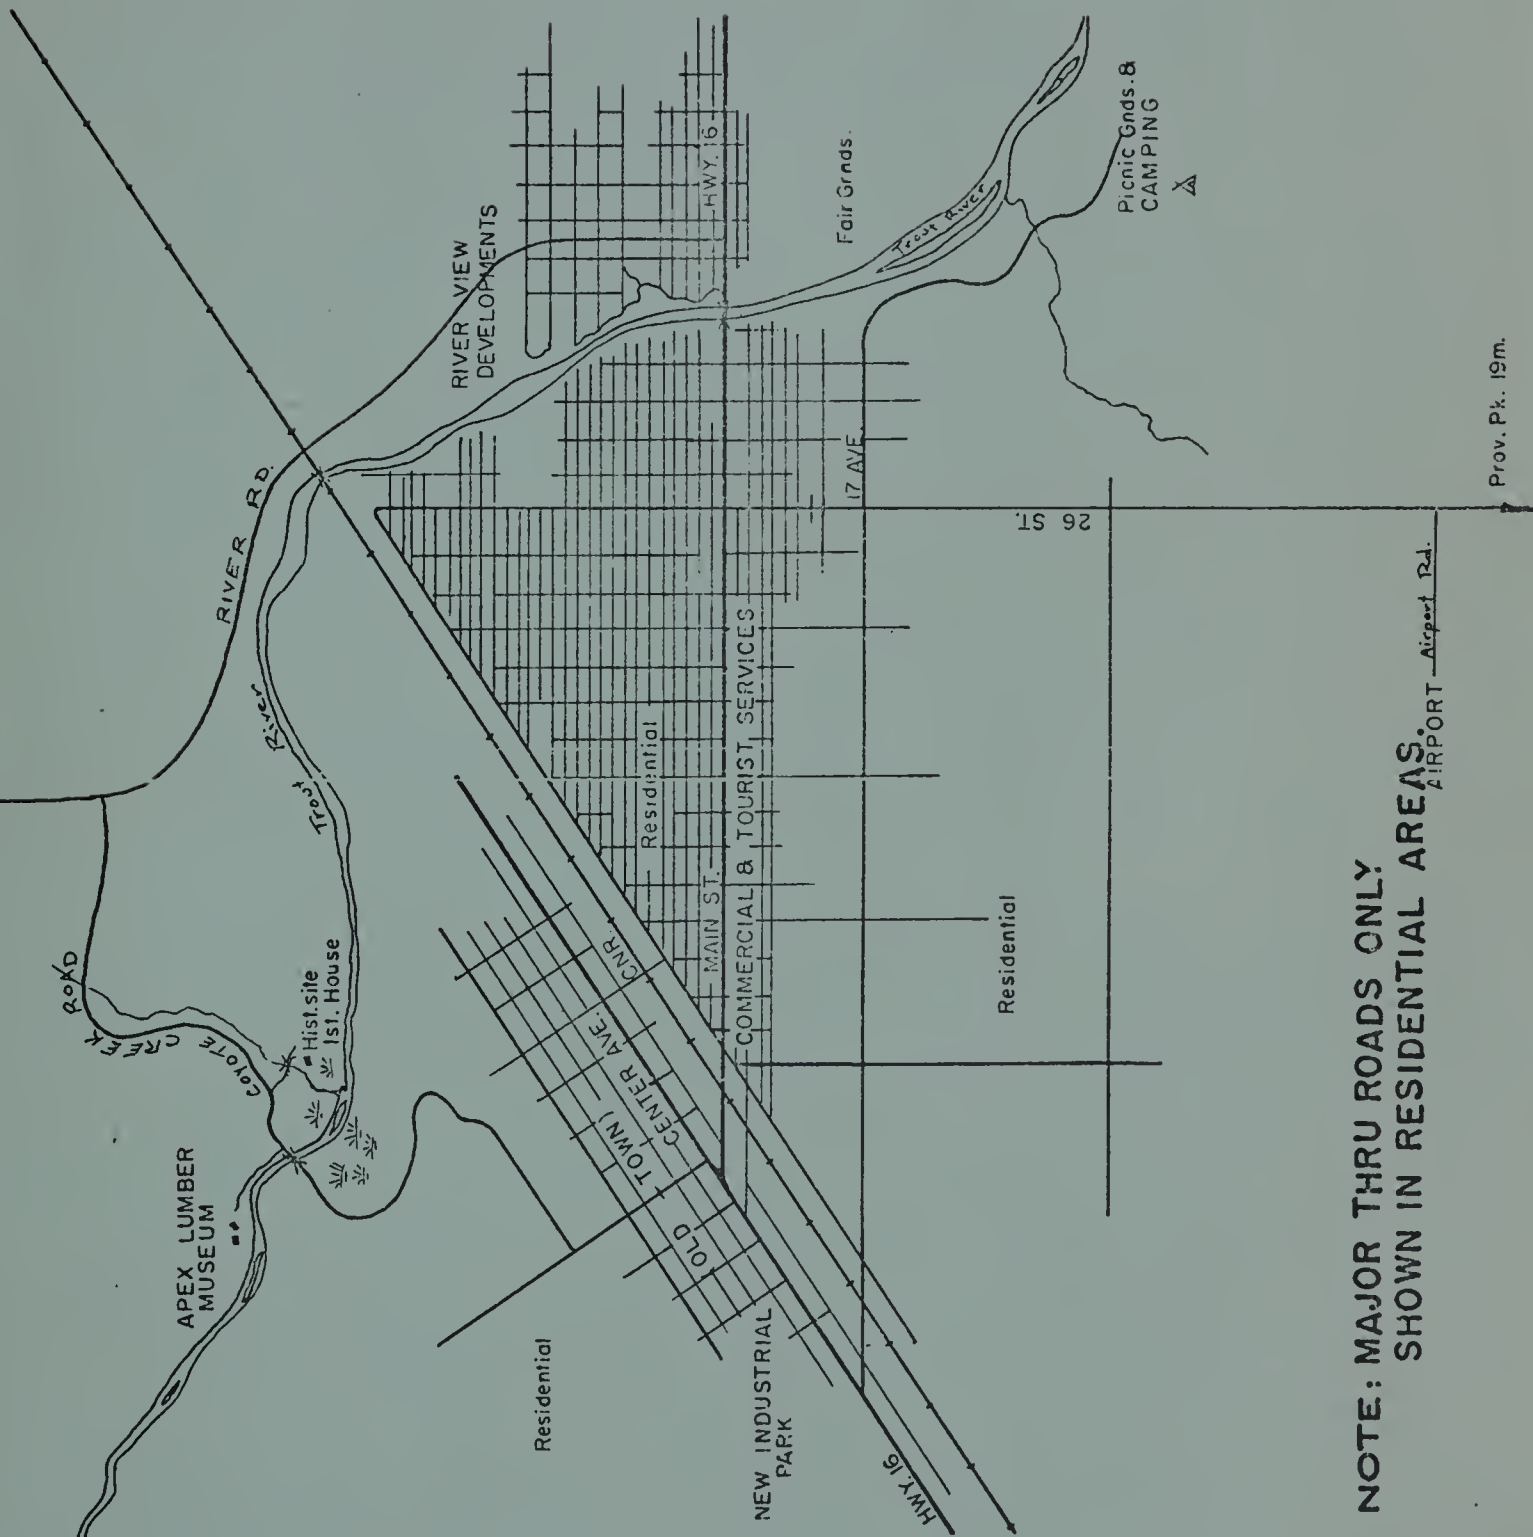 RIVER RD.
RIVER VIEW
DEVELOPMENTS
HWY. 16
Fair Grnds.
Trout River
Picnic Gnds. &
CAMPING
ROAD
CREEK
COYOTE
Hist. site
1st. House
Trout River
APEX LUMBER
MUSEUM
Residential
MAIN ST.
COMMERCIAL & TOURIST SERVICES
17 AVE.
26 ST.
Prov. Pk. 19m.
CNR.
CENTER AVE.
OLD TOWN)
Residential
NEW INDUSTRIAL
PARK
HWY. 16
Residential
AIRPORT
Airport Rd.
NOTE: MAJOR THRU ROADS ONLY
SHOWN IN RESIDENTIAL AREAS.